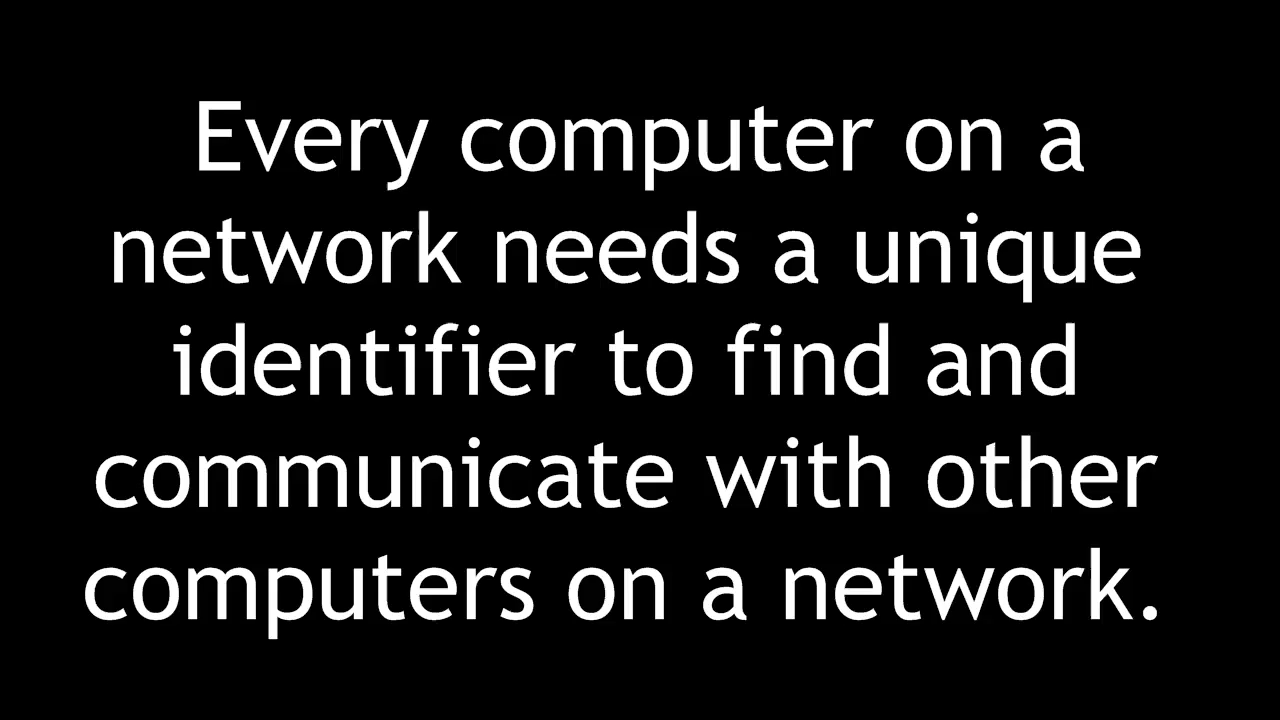 Every computer on a
network needs a unique
identifier to find and
communicate with other
computers on a network.